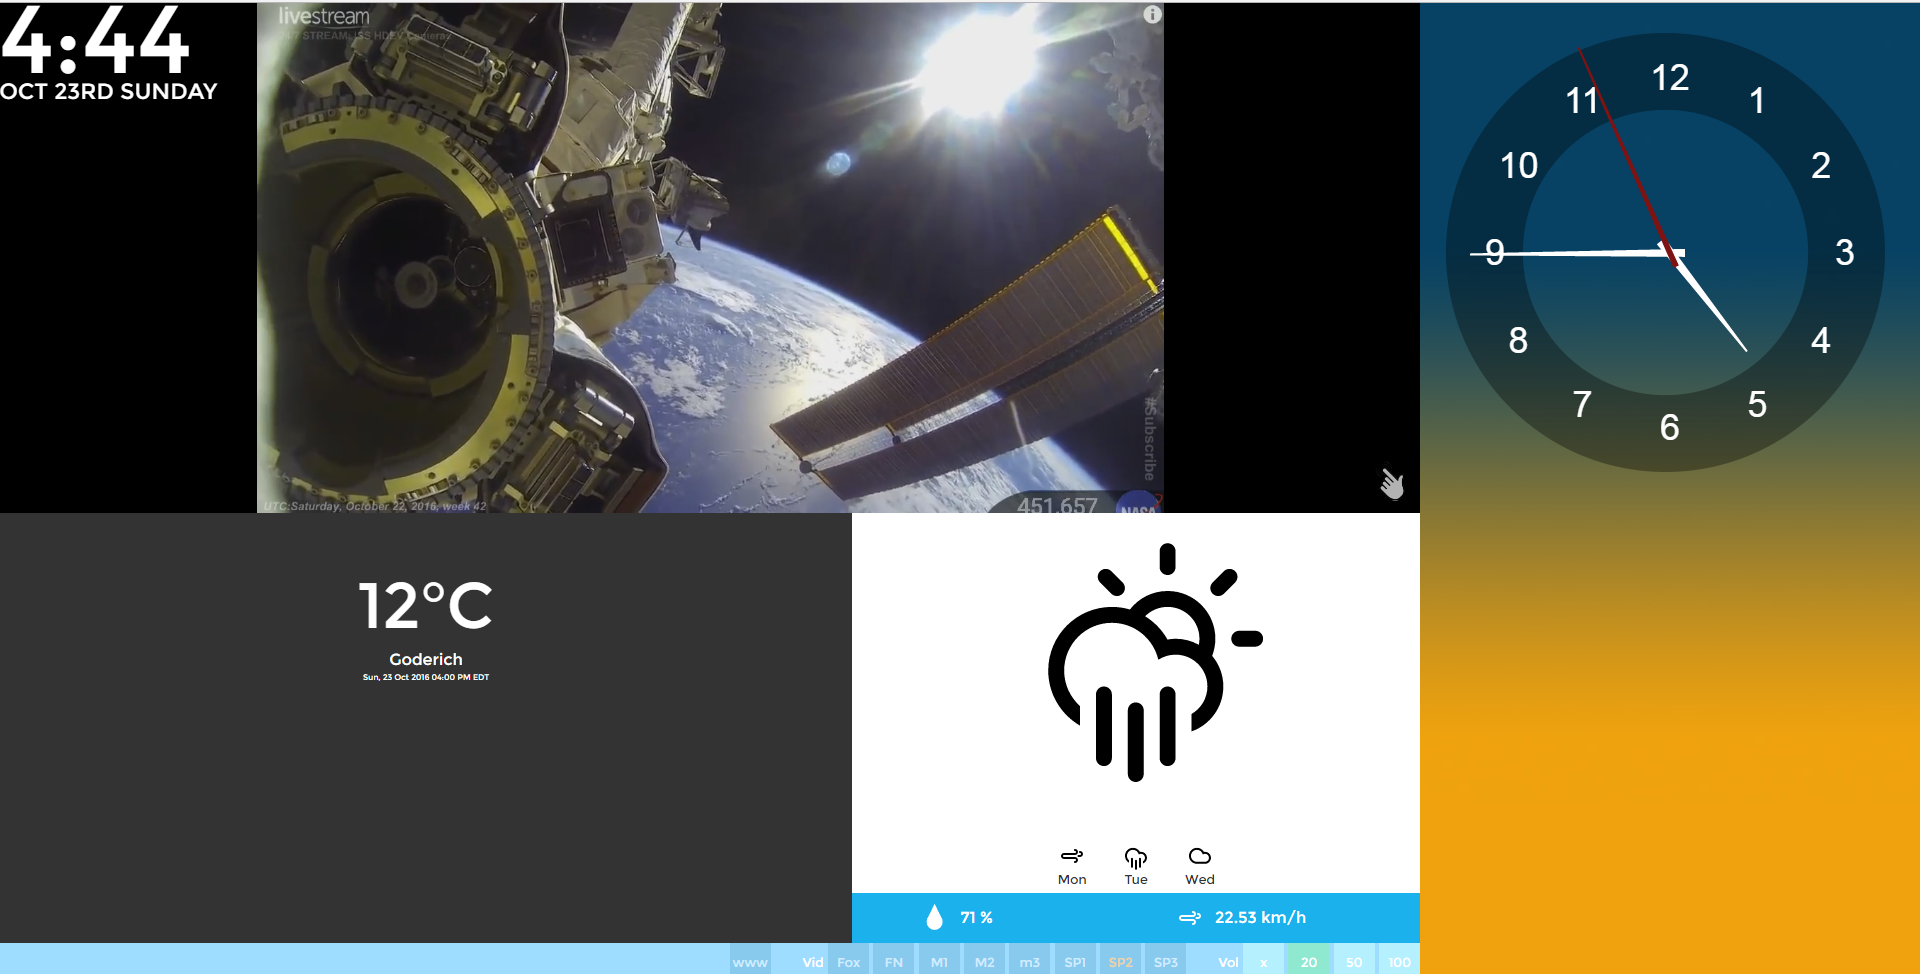 4:44
OCT 23RD SUNDAY
livestream
24/7 STREAM: ISS HDEV Cameras
i
#Subscribe
UTC:Saturday, October 22, 2016, week 42
451,657
NASA
12
1
2
3
4
5
6
7
8
9
10
11
12°C
Goderich
Sun, 23 Oct 2016 04:00 PM EDT
Mon Tue Wed
71 % 22.53 km/h
www Vid Fox FN M1 M2 m3 SP1 SP2 SP3 Vol x 20 50 100